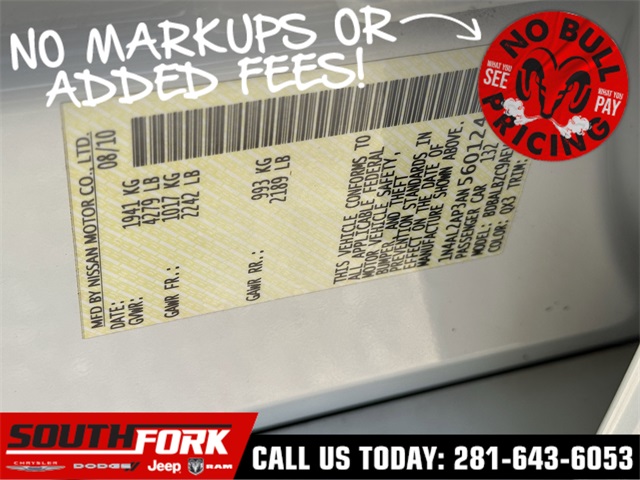 NO MARKUPS OR
ADDED FEES!
NO BULL
WHAT YOU
SEE
WHAT YOU
PAY
PRICING
MFD BY NISSAN MOTOR CO., LTD.
DATE: 08/10
GVWR: 1941 KG
4279 LB
GAWR FR.: 1017 KG
2242 LB
GAWR RR.: 993 KG
2189 LB
THIS VEHICLE CONFORMS TO
ALL APPLICABLE FEDERAL
MOTOR VEHICLE SAFETY,
BUMPER, AND THEFT
PREVENTION STANDARDS IN
EFFECT ON THE DATE OF
MANUFACTURE SHOWN ABOVE.
1N4AL2AP3AN560124
PASSENGER CAR 132
MODEL:
COLOR: QX3 TRIM:
SOUTHFORK
CHRYSLER DODGE Jeep RAM
CALL US TODAY: 281-643-6053